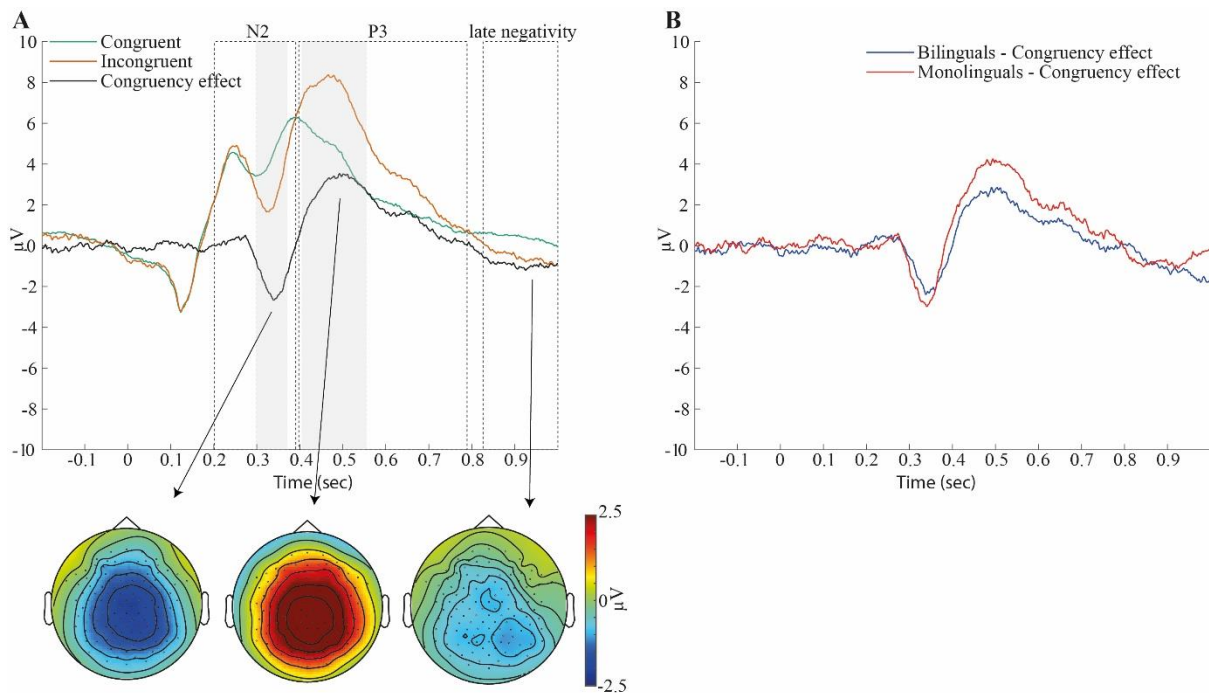 A
N2
P3
late negativity
Congruent
Incongruent
Congruency effect
10
8
6
4
2
0
-2
-4
-6
-8
-10
µV
-0.1 0 0.1 0.2 0.3 0.4 0.5 0.6 0.7 0.8 0.9
Time (sec)
2.5
0
-2.5
µV
B
Bilinguals - Congruency effect
Monolinguals - Congruency effect
10
8
6
4
2
0
-2
-4
-6
-8
-10
µV
-0.1 0 0.1 0.2 0.3 0.4 0.5 0.6 0.7 0.8 0.9
Time (sec)